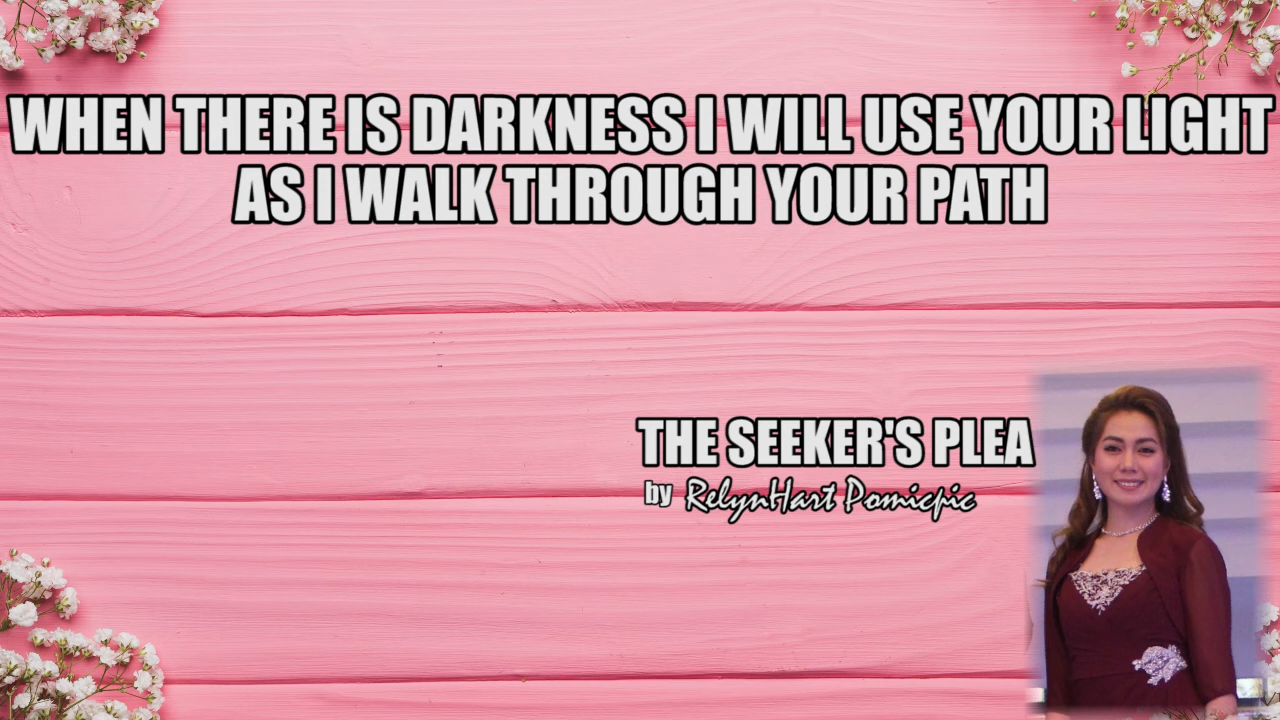 WHEN THERE IS DARKNESS I WILL USE YOUR LIGHT
AS I WALK THROUGH YOUR PATH
THE SEEKER'S PLEA
by RelynHart Pomicpic